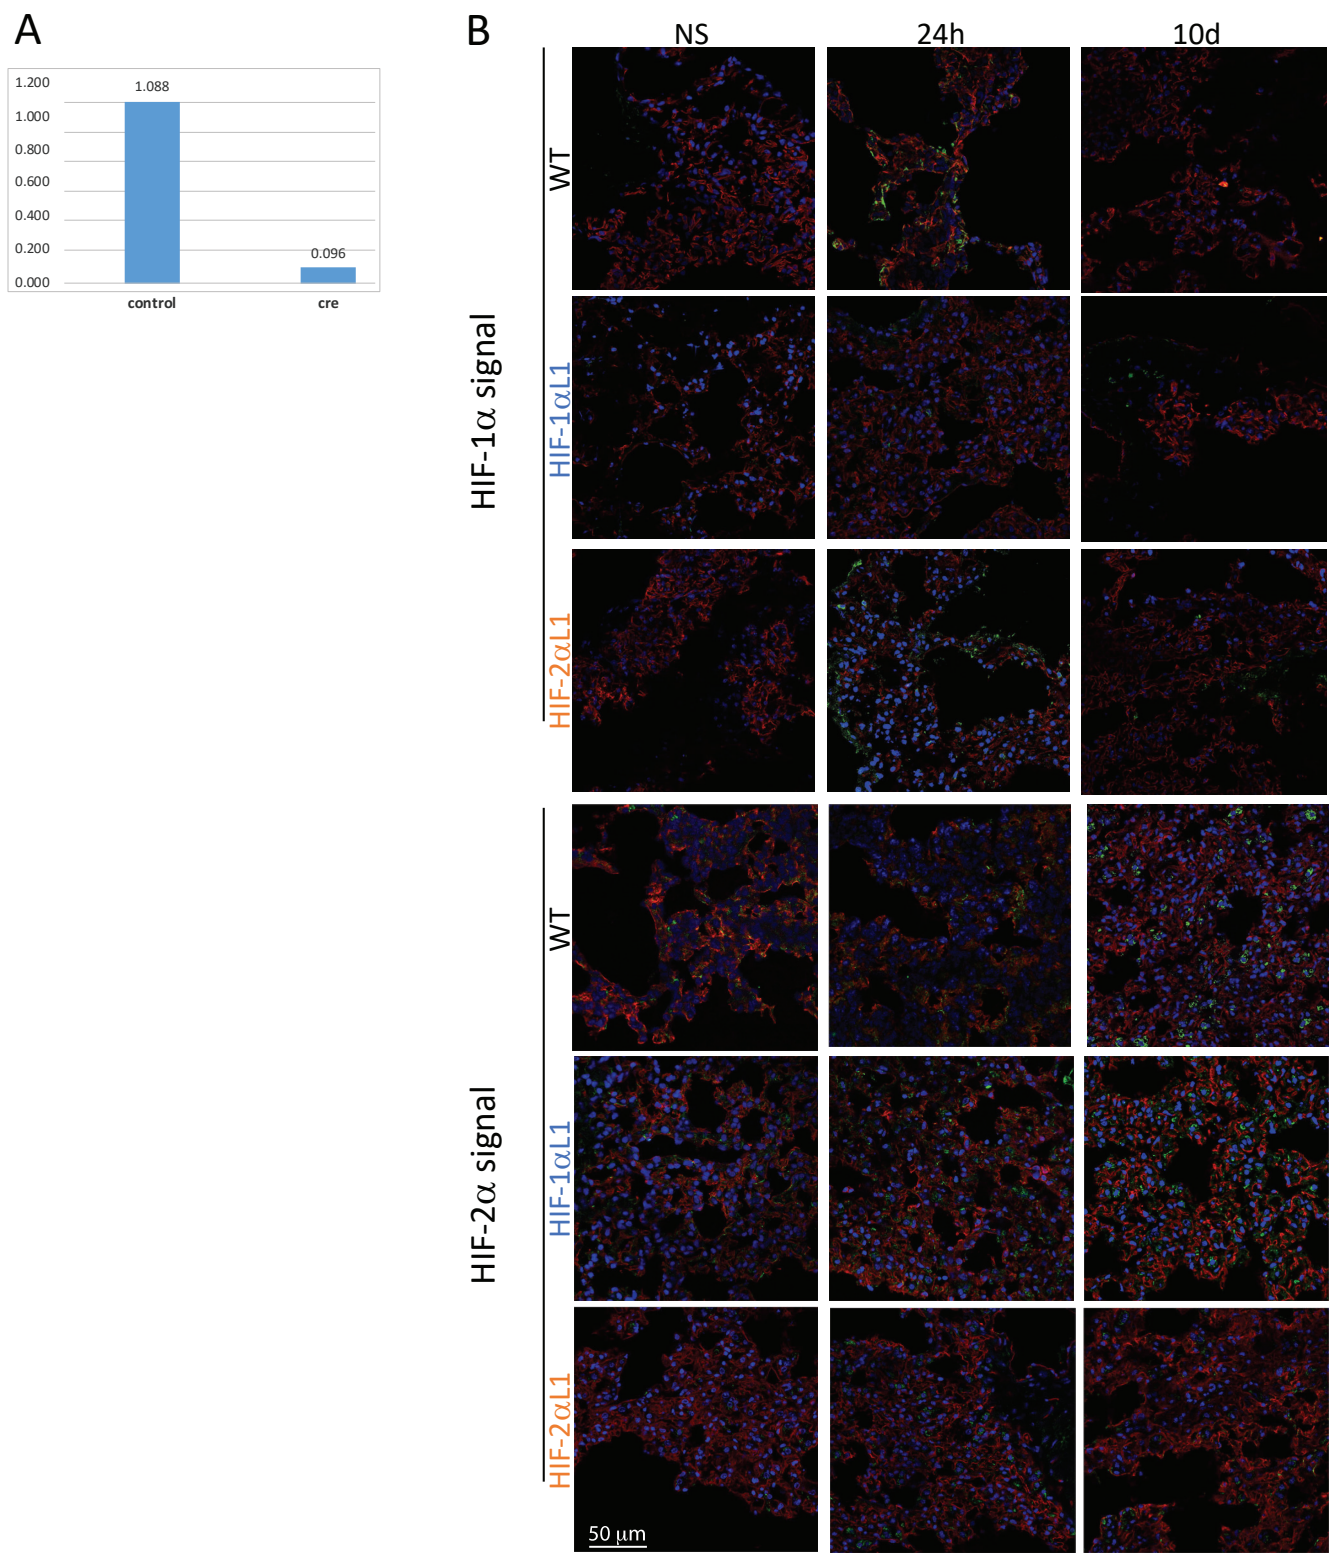 A
1.200
1.000
0.800
0.600
0.400
0.200
0.000
1.088
0.096
control
cre
B
NS
24h
10d
HIF-1α signal
WT
HIF-1αL1
HIF-2αL1
HIF-2α signal
WT
HIF-1αL1
HIF-2αL1
50 μm